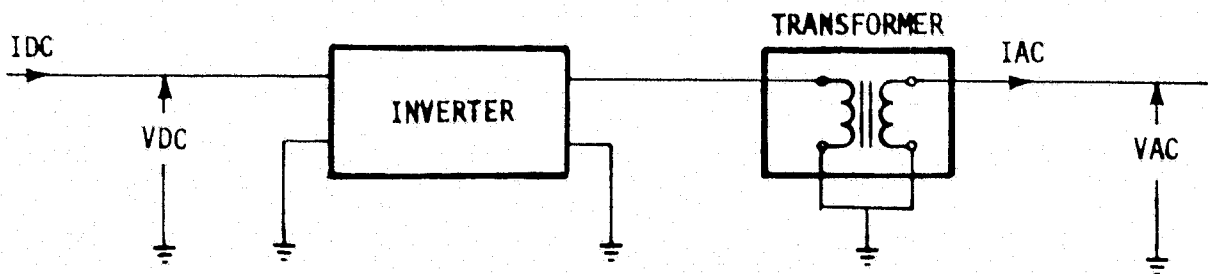 TRANSFORMER
IDC
IAC
INVERTER
VDC
VAC